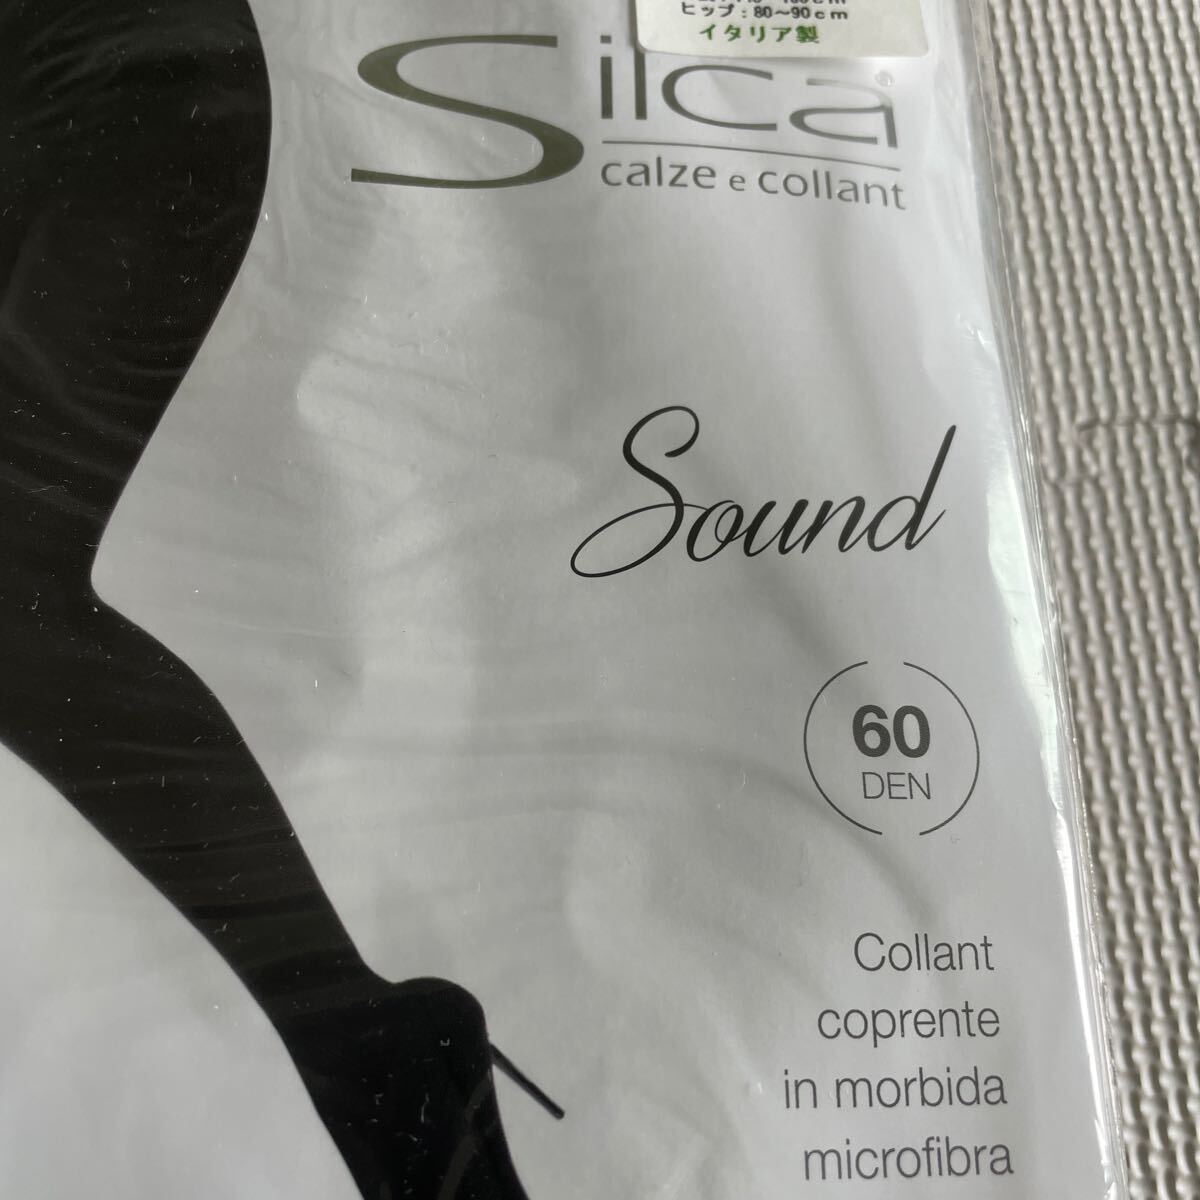 ヒップ：80～90cm
イタリア製
Silca®
calze e collant
Sound
60
DEN
Collant
coprente
in morbida
microfibra